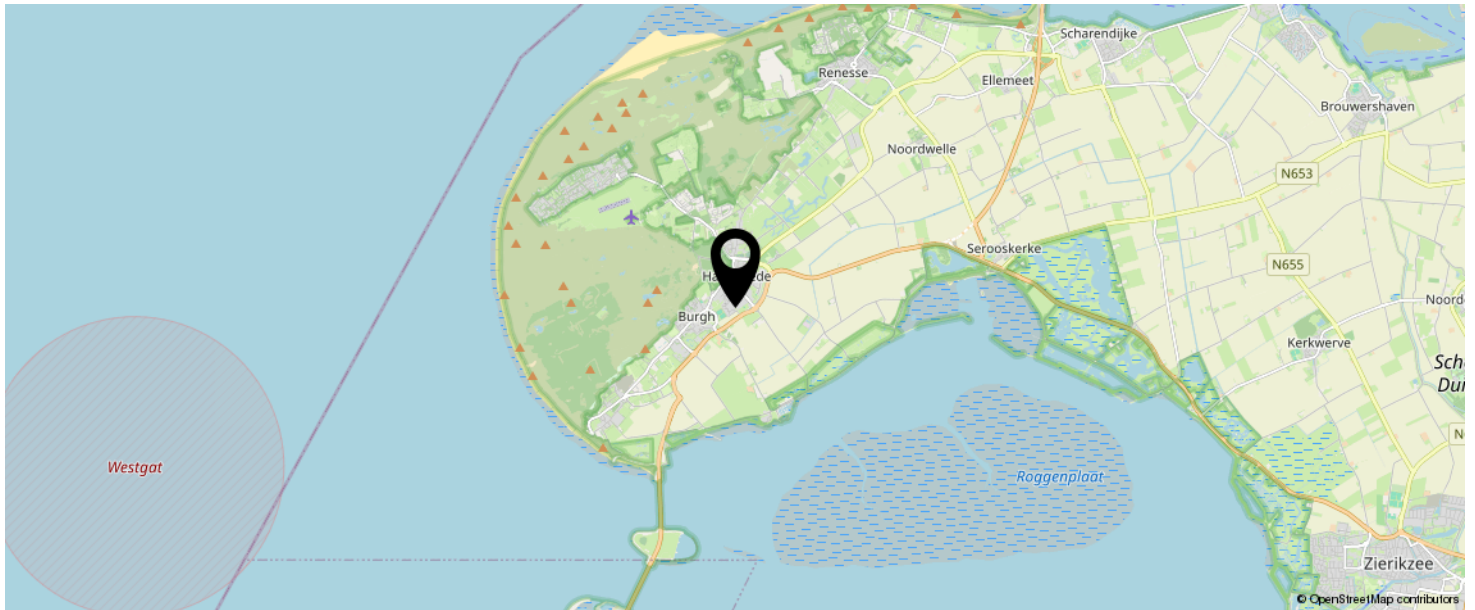 Scharendijke
Renesse
Ellemeet
Brouwershaven
Noordwelle
N653
Serooskerke
N655
Burgh
Kerkwerve
Westgat
Roggenplaat
Zierikzee
© OpenStreetMap contributors